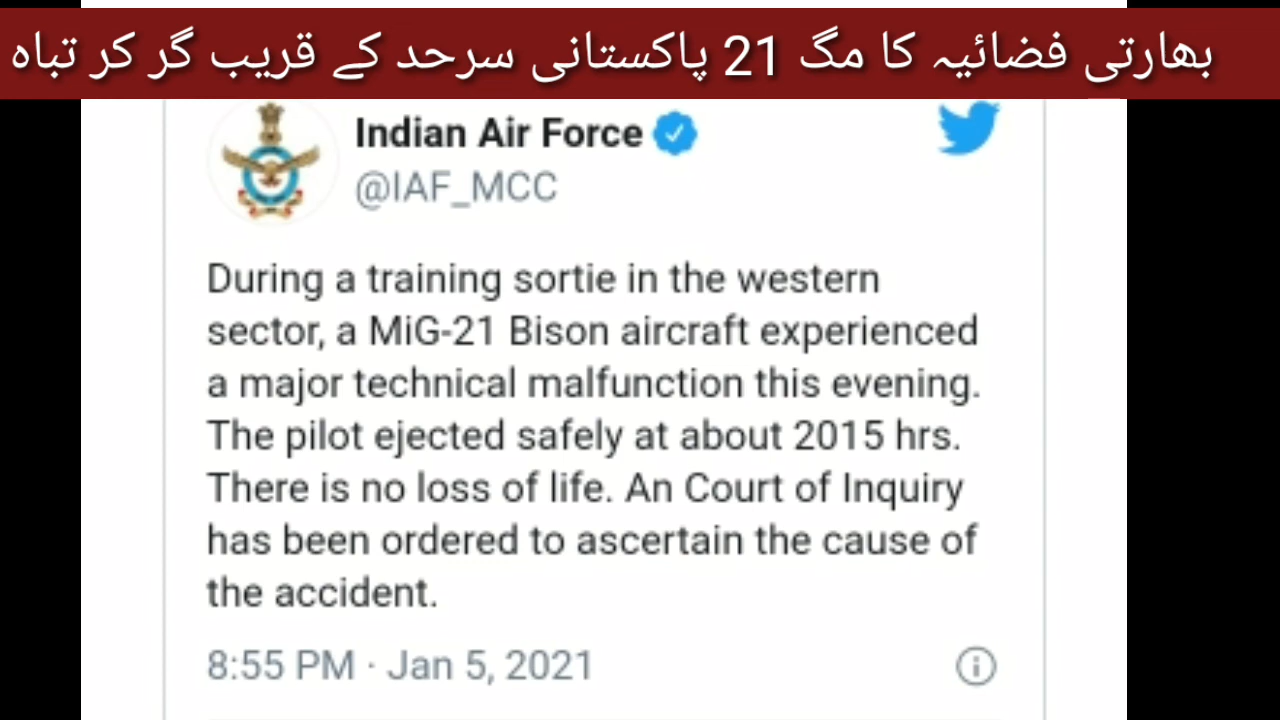 بھارتی فضائیہ کا مگ 21 پاکستانی سرحد کے قریب گر کر تباہ
Indian Air Force
@IAF_MCC
During a training sortie in the western
sector, a MiG-21 Bison aircraft experienced
a major technical malfunction this evening.
The pilot ejected safely at about 2015 hrs.
There is no loss of life. An Court of Inquiry
has been ordered to ascertain the cause of
the accident.
8:55 PM · Jan 5, 2021